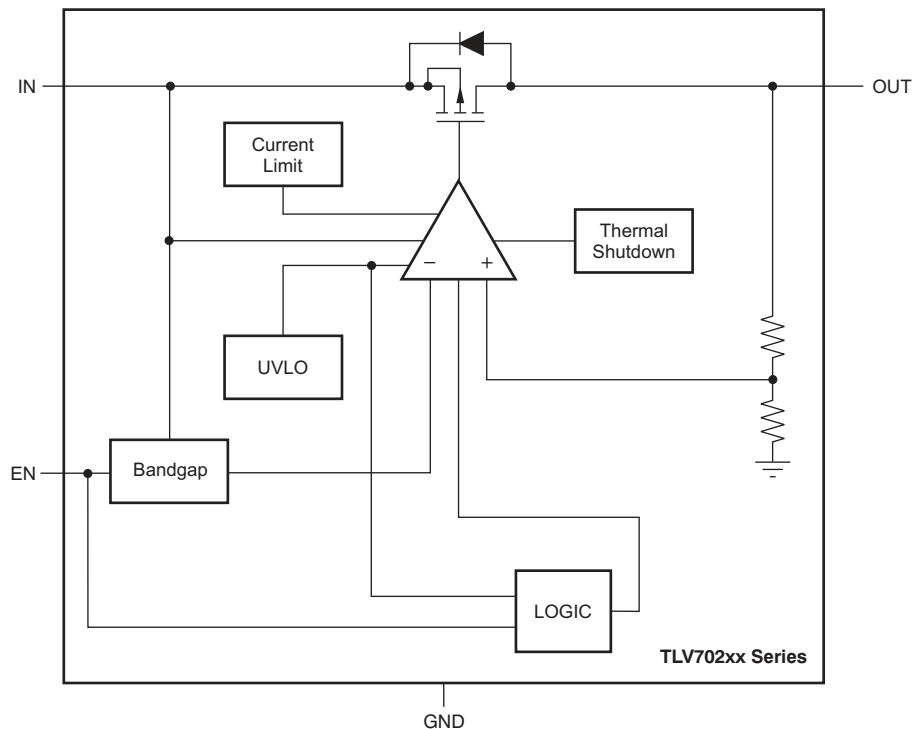 IN
OUT
Current
Limit
Thermal
Shutdown
− +
UVLO
EN
Bandgap
LOGIC
TLV702xx Series
GND